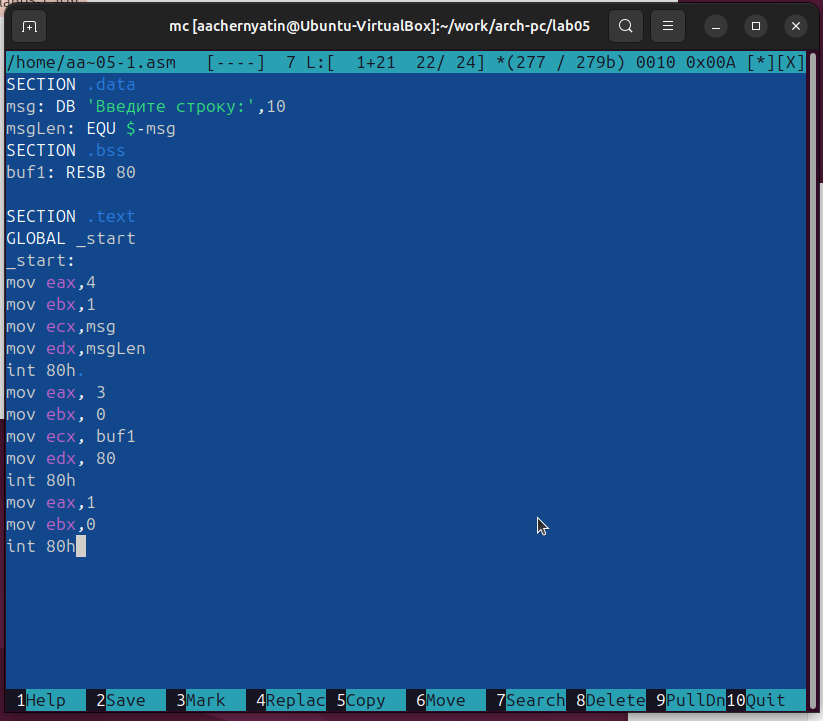 mc [aachernyatin@Ubuntu-VirtualBox]:~/work/arch-pc/lab05
/home/aa~05-1.asm   [----]  7 L:[  1+21  22/ 24] *(277 / 279b) 0010 0x00A [*][X]
SECTION .data
msg: DB 'Введите строку:',10
msgLen: EQU $-msg
SECTION .bss
buf1: RESB 80
SECTION .text
GLOBAL _start
_start:
mov eax,4
mov ebx,1
mov ecx,msg
mov edx,msgLen
int 80h.
mov eax, 3
mov ebx, 0
mov ecx, buf1
mov edx, 80
int 80h
mov eax,1
mov ebx,0
int 80h
1Help 2Save 3Mark 4Replac 5Copy 6Move 7Search 8Delete 9PullDn 10Quit